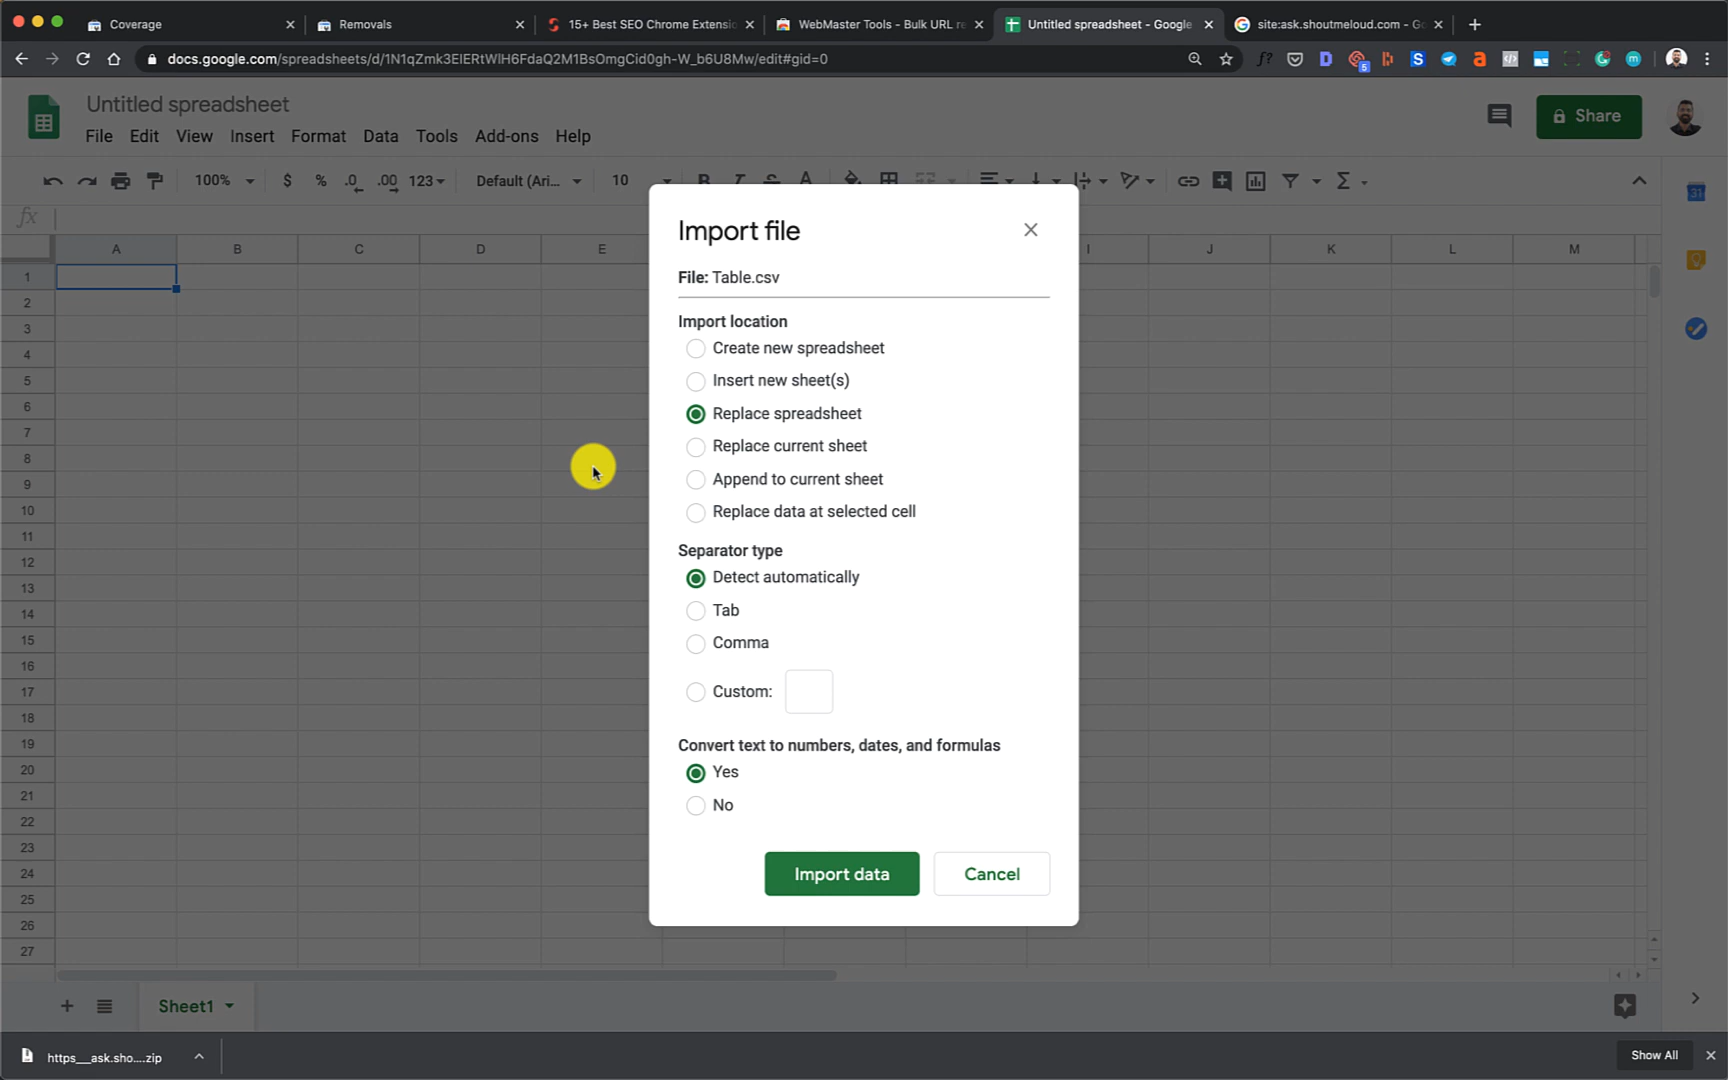 Coverage
Removals
15+ Best SEO Chrome Extensio
WebMaster Tools - Bulk URL re
Untitled spreadsheet - Google
site:ask.shoutmeloud.com - Go
docs.google.com/spreadsheets/d/1N1qZmk3ElERtWlH6FdaQ2M1BsOmgCid0gh-W_b6U8Mw/edit#gid=0
Untitled spreadsheet
File Edit View Insert Format Data Tools Add-ons Help
Share
100% $ % .0 .00 123 Default (Ari... 10 B I S A
fx
A B C D E I J K L M
1
2
3
4
5
6
7
8
9
10
11
12
13
14
15
16
17
18
19
20
21
22
23
24
25
26
27
Import file
File: Table.csv
Import location
Create new spreadsheet
Insert new sheet(s)
Replace spreadsheet
Replace current sheet
Append to current sheet
Replace data at selected cell
Separator type
Detect automatically
Tab
Comma
Custom:
Convert text to numbers, dates, and formulas
Yes
No
Import data Cancel
Sheet1
https__ask.sho....zip
Show All